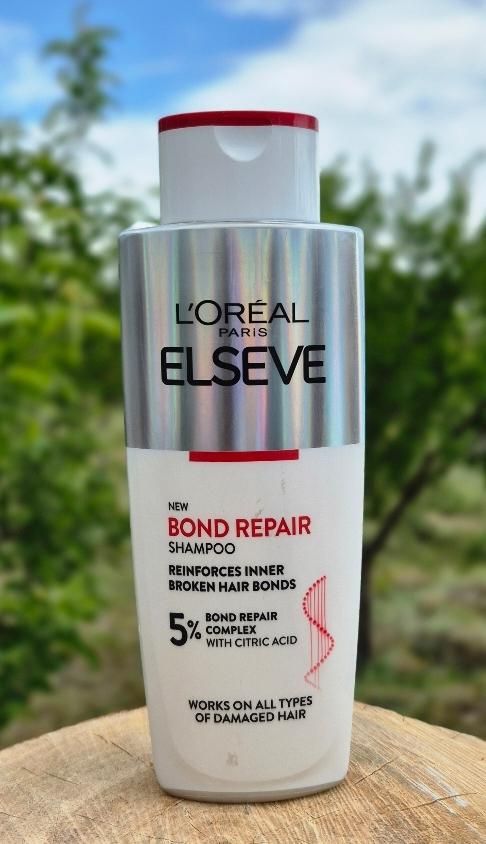 L'ORÉAL
PARIS
ELSEVE
NEW
BOND REPAIR
SHAMPOO
REINFORCES INNER
BROKEN HAIR BONDS
5% BOND REPAIR
COMPLEX
WITH CITRIC ACID
WORKS ON ALL TYPES
OF DAMAGED HAIR